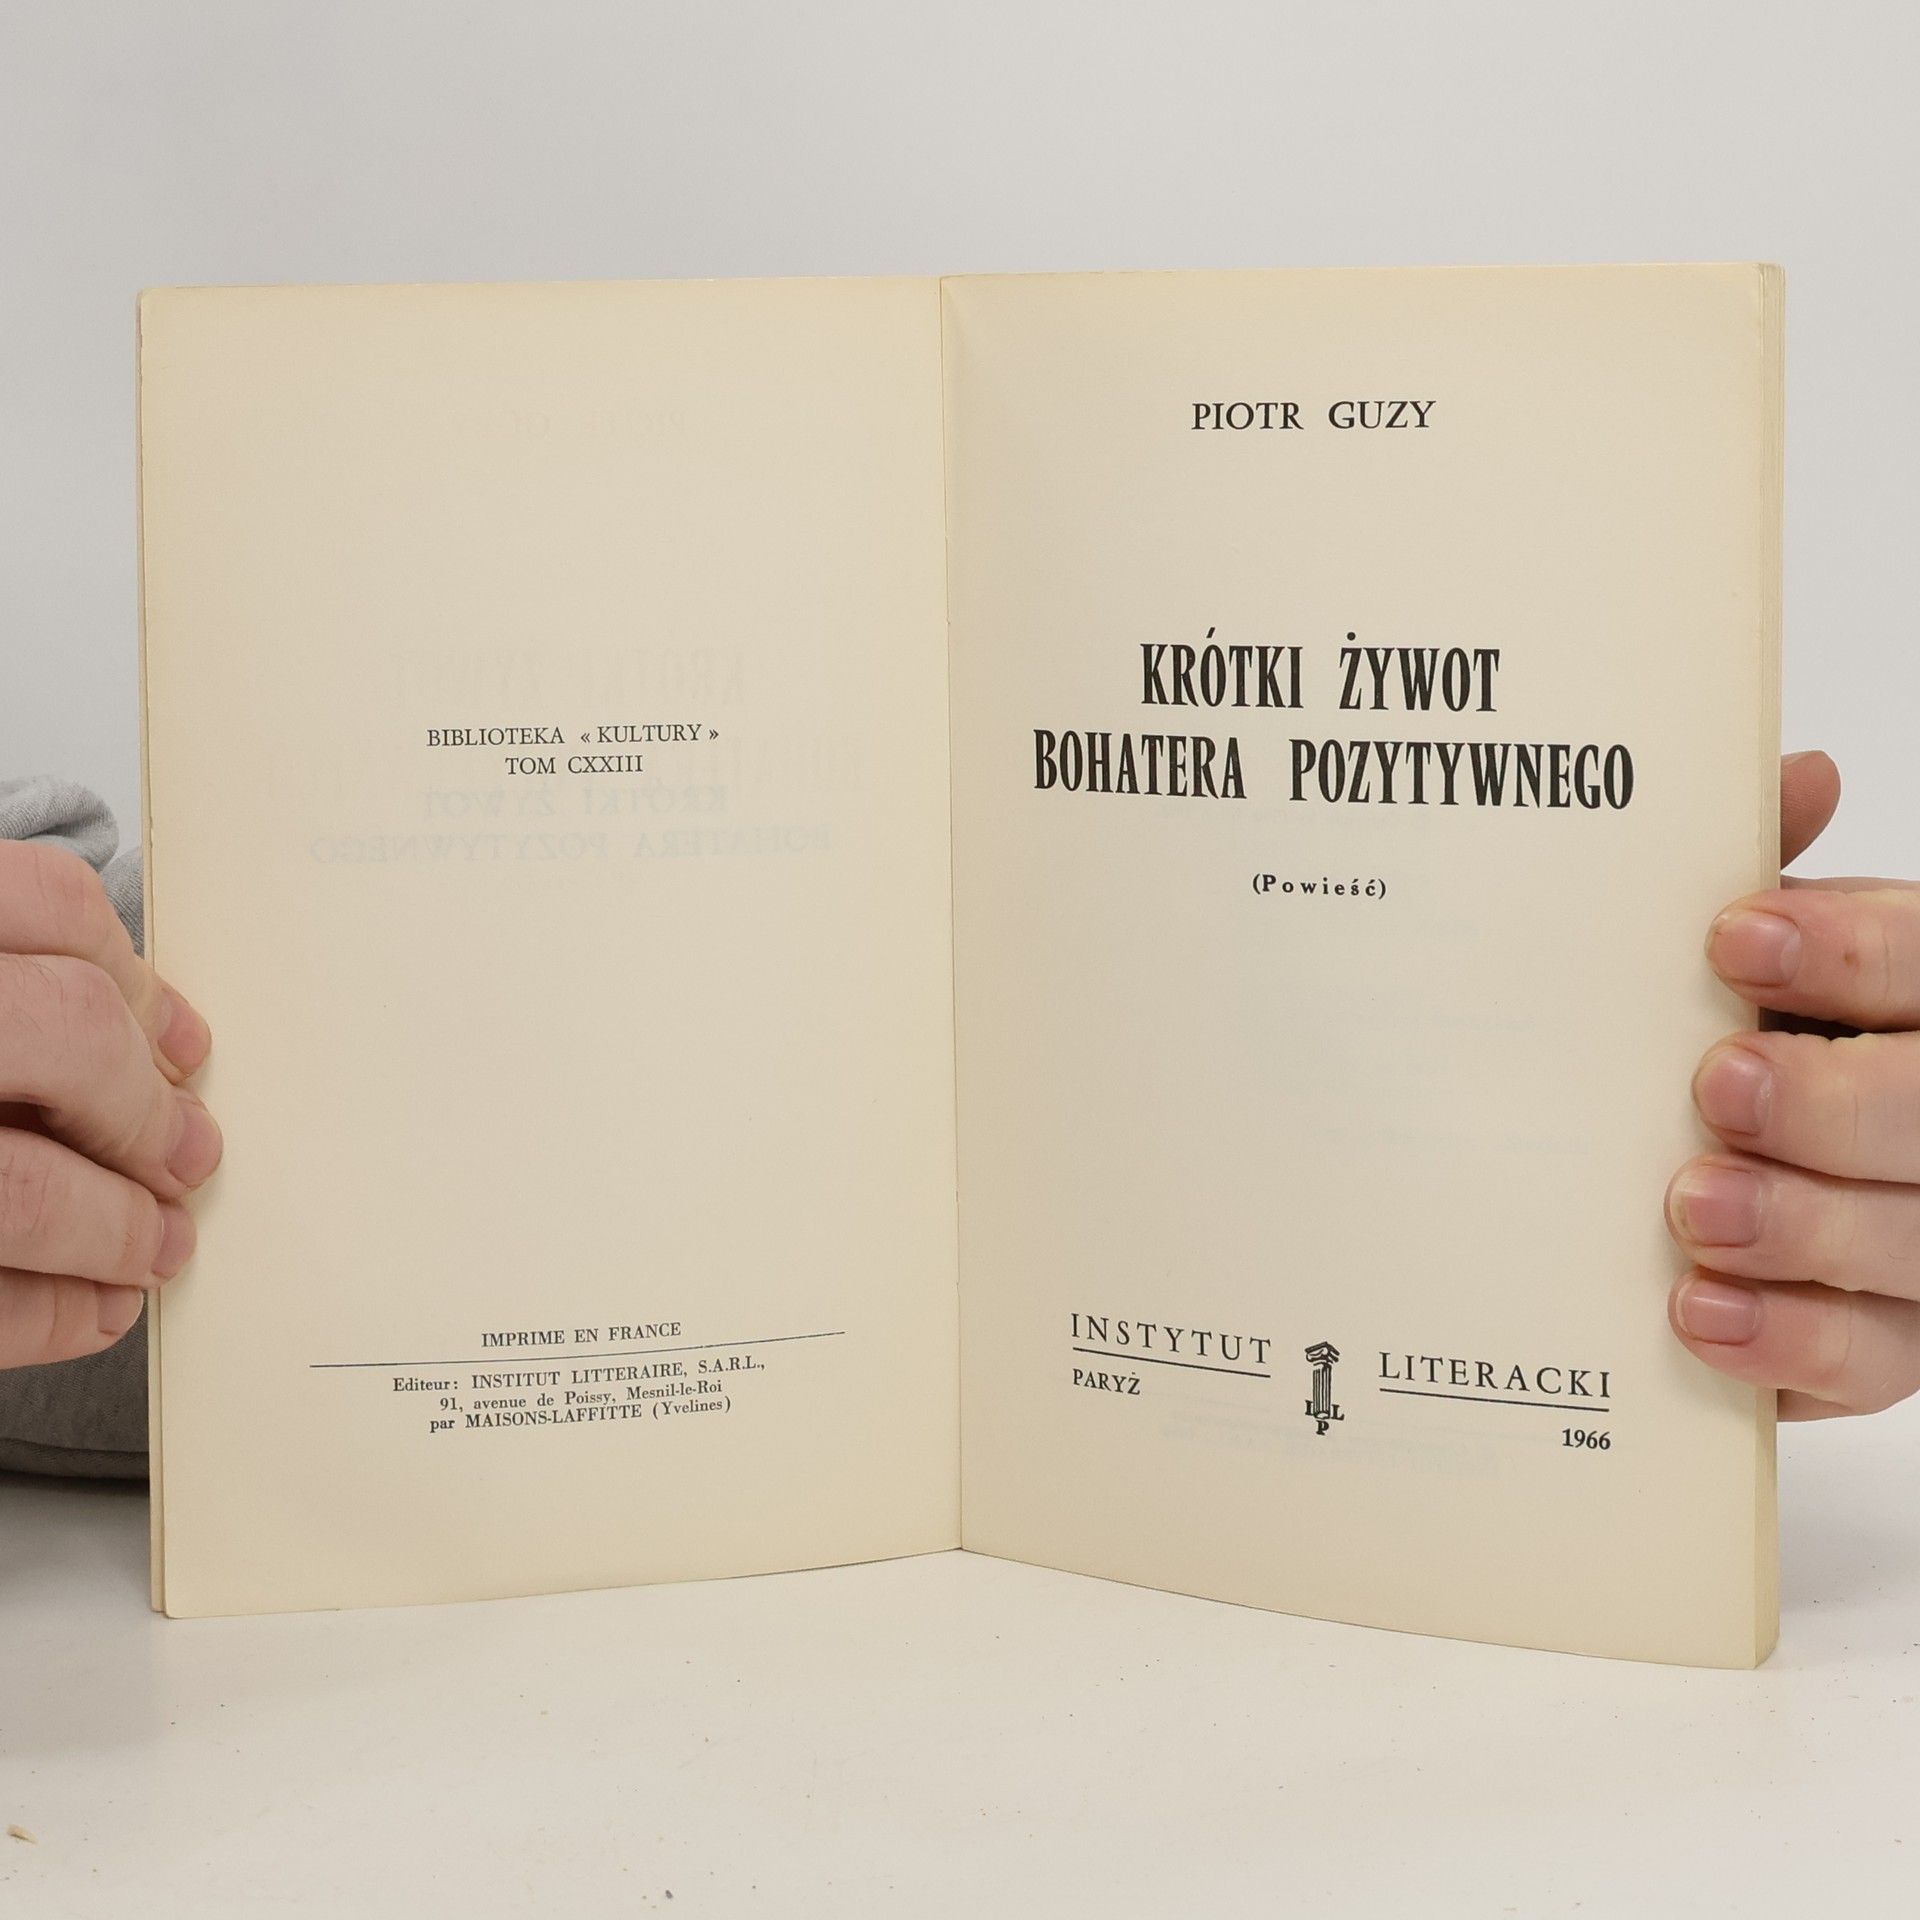 BIBLIOTEKA « KULTURY »
TOM CXXIII
IMPRIME EN FRANCE
Editeur: INSTITUT LITTERAIRE, S.A.R.L.,
91, avenue de Poissy, Mesnil-le-Roi
par MAISONS-LAFFITTE (Yvelines)
PIOTR GUZY
KRÓTKI ŻYWOT
BOHATERA POZYTYWNEGO
(Powieść)
INSTYTUT LITERACKI
PARYŻ
I L
P
1966